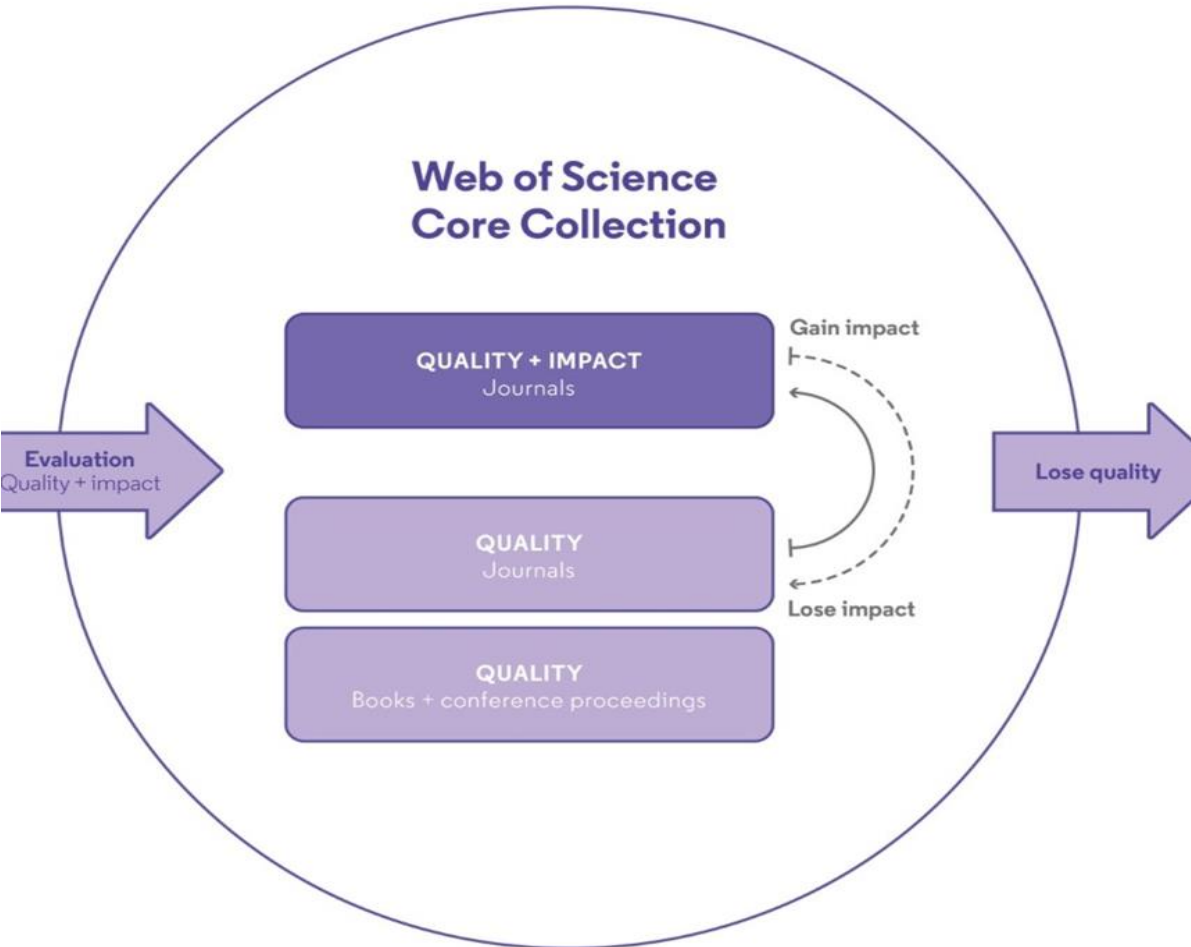 Web of Science
Core Collection
Gain impact
QUALITY + IMPACT
Journals
Evaluation
Quality + impact
Lose quality
QUALITY
Journals
Lose impact
QUALITY
Books + conference proceedings